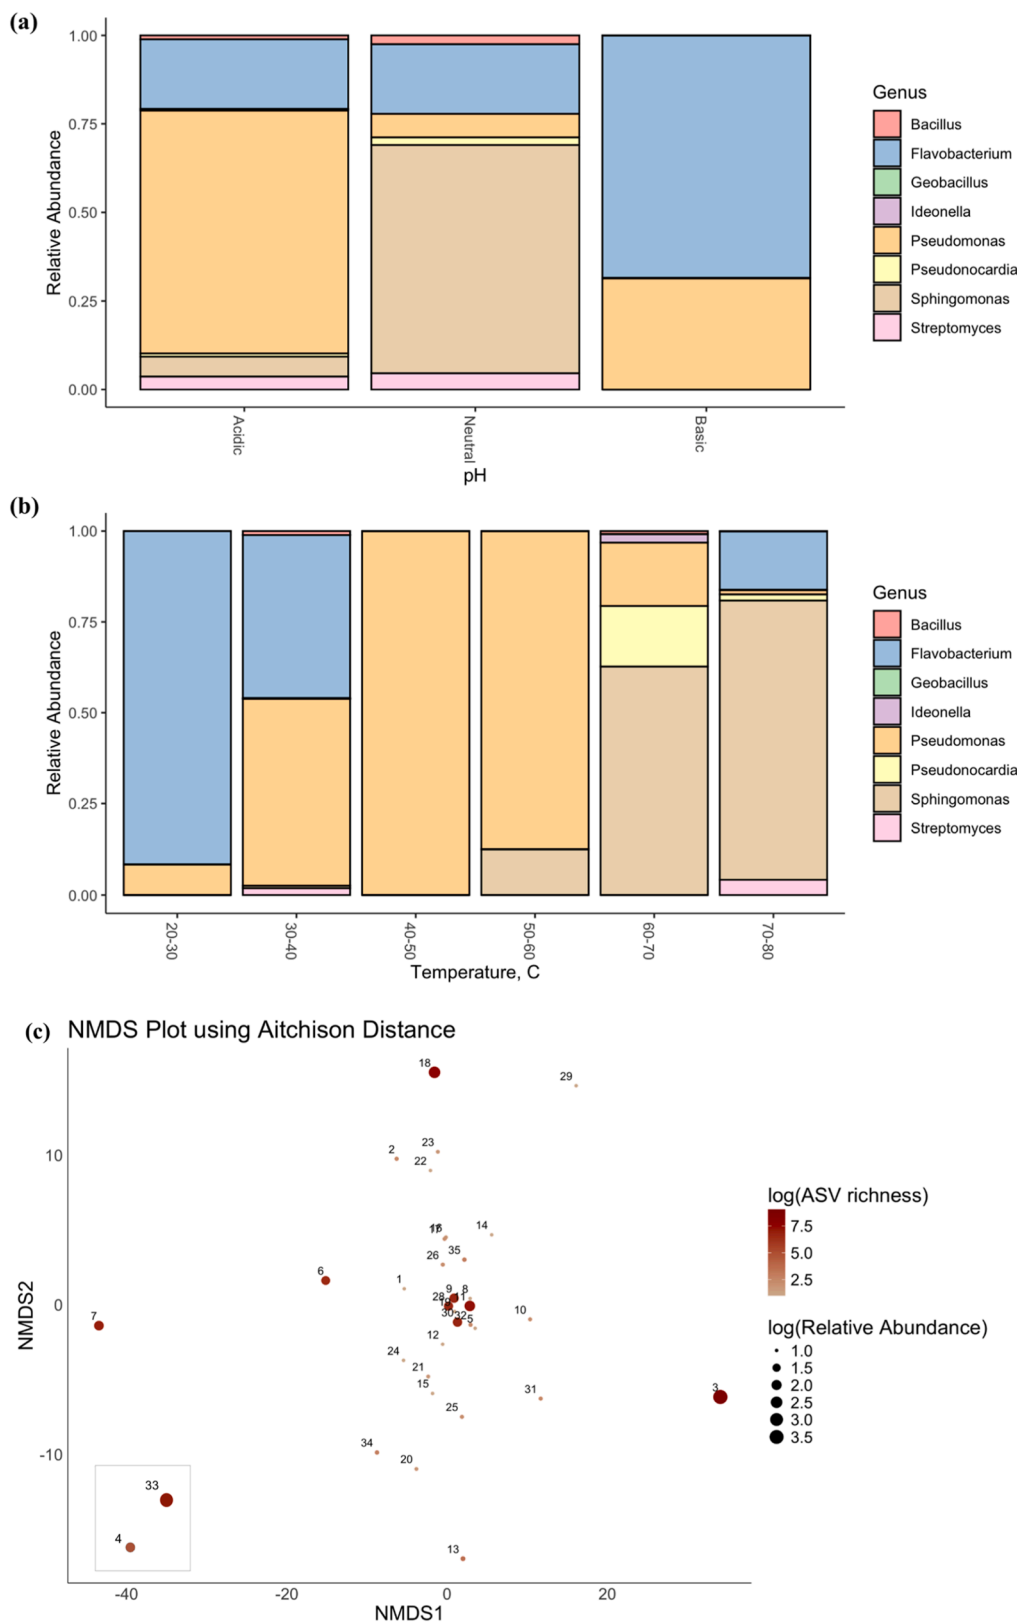 (a)
1.00
0.75
0.50
0.25
0.00
Relative Abundance
Acidic
Neutral
Basic
pH
Genus
Bacillus
Flavobacterium
Geobacillus
Ideonella
Pseudomonas
Pseudonocardia
Sphingomonas
Streptomyces
(b)
1.00
0.75
0.50
0.25
0.00
Relative Abundance
20-30
30-40
40-50
50-60
60-70
70-80
Temperature, C
Genus
Bacillus
Flavobacterium
Geobacillus
Ideonella
Pseudomonas
Pseudonocardia
Sphingomonas
Streptomyces
(c) NMDS Plot using Aitchison Distance
18
29
10
2
23
22
14
35
26
6
1
9
8
28
11
0
30
32
5
10
7
12
24
21
15
3
31
25
34
20
-10
33
4
13
NMDS2
-40
-20
0
20
NMDS1
log(ASV richness)
7.5
5.0
2.5
log(Relative Abundance)
1.0
1.5
2.0
2.5
3.0
3.5